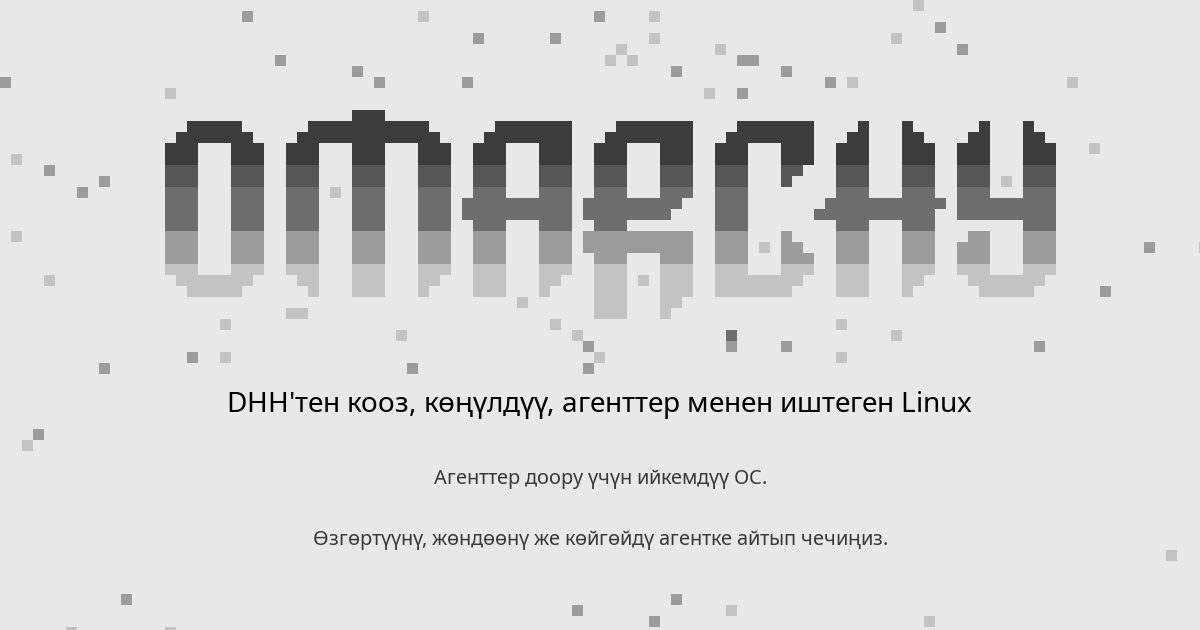 OMARCHY
DHH'тен кооз, көңүлдүү, агенттер менен иштеген Linux
Агенттер доору үчүн ийкемдүү ОС.
Өзгөртүүнү, жөндөөнү же көйгөйдү агентке айтып чечиңиз.